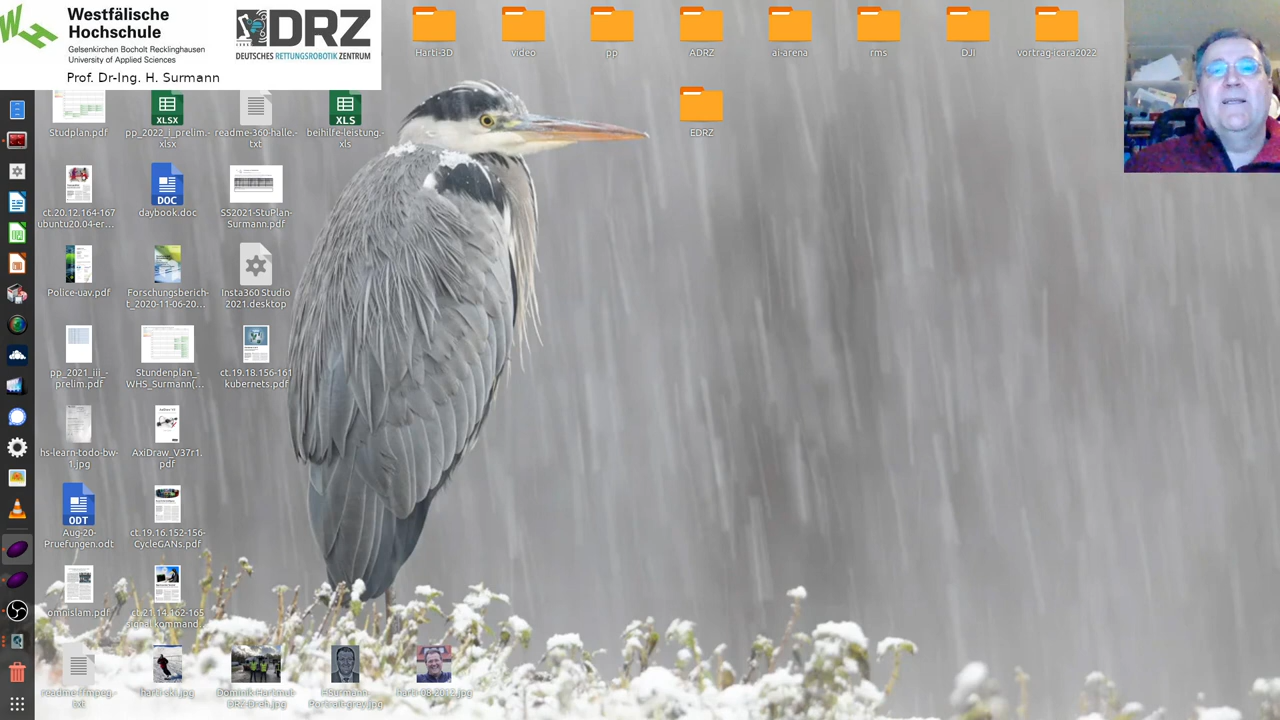 Westfälische
Hochschule
Gelsenkirchen Bocholt Recklinghausen
University of Applied Sciences
Prof. Dr-Ing. H. Surmann
DRZ
DEUTSCHES RETTUNGSROBOTIK ZENTRUM
Harti-3D
video
pp
ADRZ
ai-arena
rms
DJI
vortrag-icara2022
EDRZ
Studplan.pdf
XLSX
pp_2022_i_prelim.-
xlsx
readme-360-halle.-
txt
XLS
beihilfe-leistung.-
xls
ct.20.12.164-167
ubuntu20.04-er...
DOC
daybook.doc
SS2021-StuPlan-
Surmann.pdf
Police-uav.pdf
Forschungsberich-
t_2020-11-06-20...
Insta360 Studio
2021.desktop
pp_2021_iii_-
prelim.pdf
Stundenplan_-
WHS_Surmann(...
ct.19.18.156-161
kubernets.pdf
hs-learn-todo-bw-
1.jpg
AxiDraw_V37r1.
pdf
ODT
Aug-20-
Pruefungen.odt
ct.19.16.152-156-
CycleGANs.pdf
omnislam.pdf
ct.21.14.162-165
signal.kommand...
readme-ffmpeg.-
txt
harti-ski.jpg
Dominik-Hartmut-
DRZ-Dreh.jpg
HSurmann-
Portrait-grey.jpg
harti-08.2012.jpg